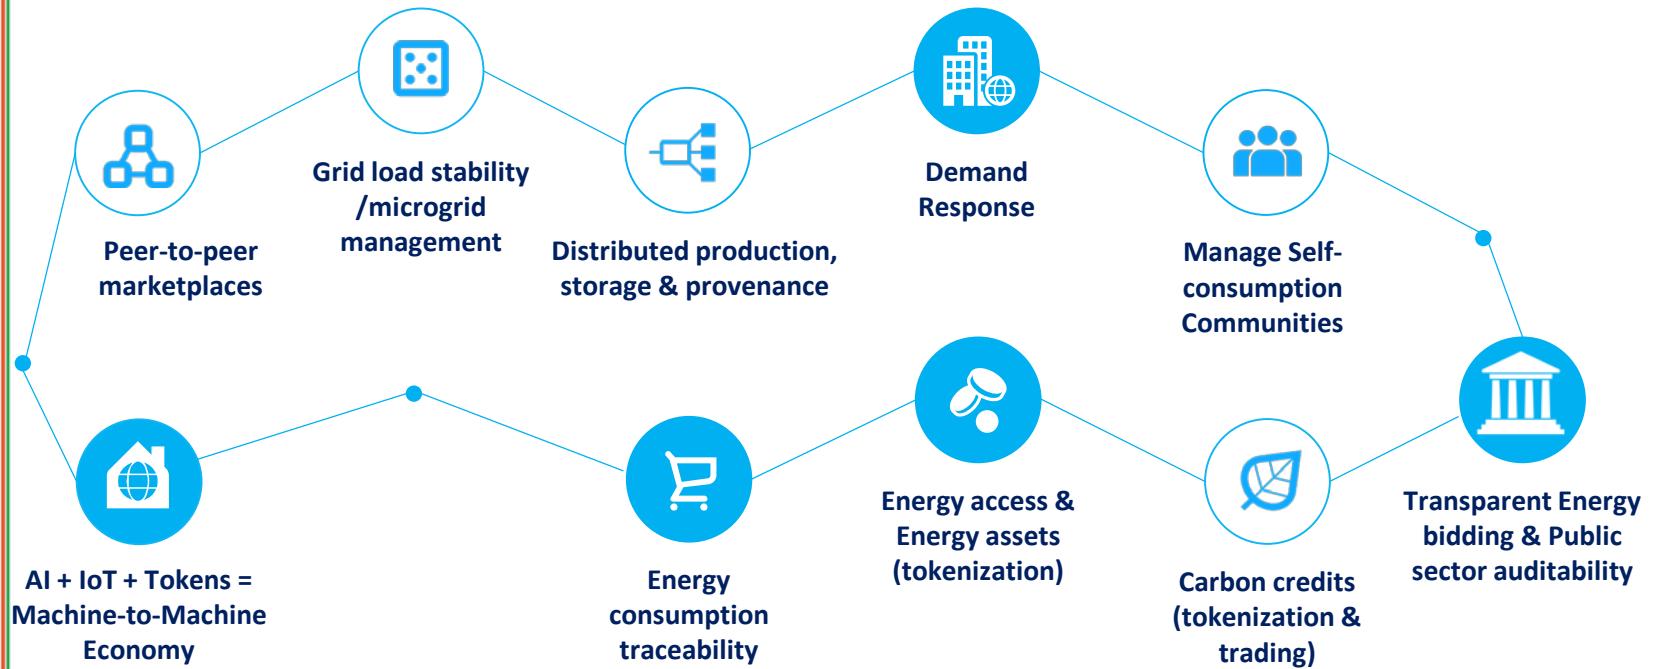 Peer-to-peer
marketplaces
Grid load stability
/microgrid
management
Distributed production,
storage & provenance
Demand
Response
Manage Self-
consumption
Communities
AI + IoT + Tokens =
Machine-to-Machine
Economy
Energy
consumption
traceability
Energy access &
Energy assets
(tokenization)
Carbon credits
(tokenization &
trading)
Transparent Energy
bidding & Public
sector auditability